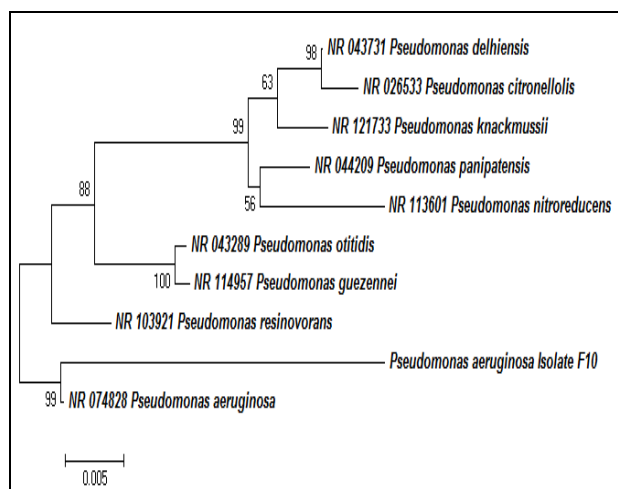 98
NR 043731 Pseudomonas delhiensis
63
NR 026533 Pseudomonas citronellolis
99
NR 121733 Pseudomonas knackmussii
NR 044209 Pseudomonas panipatensis
88
56
NR 113601 Pseudomonas nitroreducens
NR 043289 Pseudomonas otitidis
100
NR 114957 Pseudomonas guezennei
NR 103921 Pseudomonas resinovorans
Pseudomonas aeruginosa Isolate F10
99
NR 074828 Pseudomonas aeruginosa
0.005